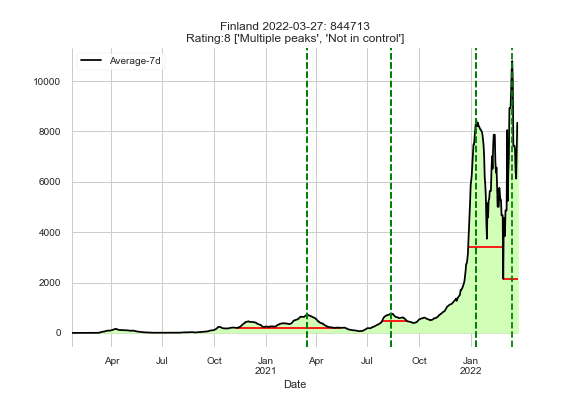 Finland 2022-03-27: 844713
Rating:8 ['Multiple peaks', 'Not in control']
Average-7d
10000
8000
6000
4000
2000
0
Apr
Jul
Oct
Jan
2021
Apr
Jul
Oct
Jan
2022
Date